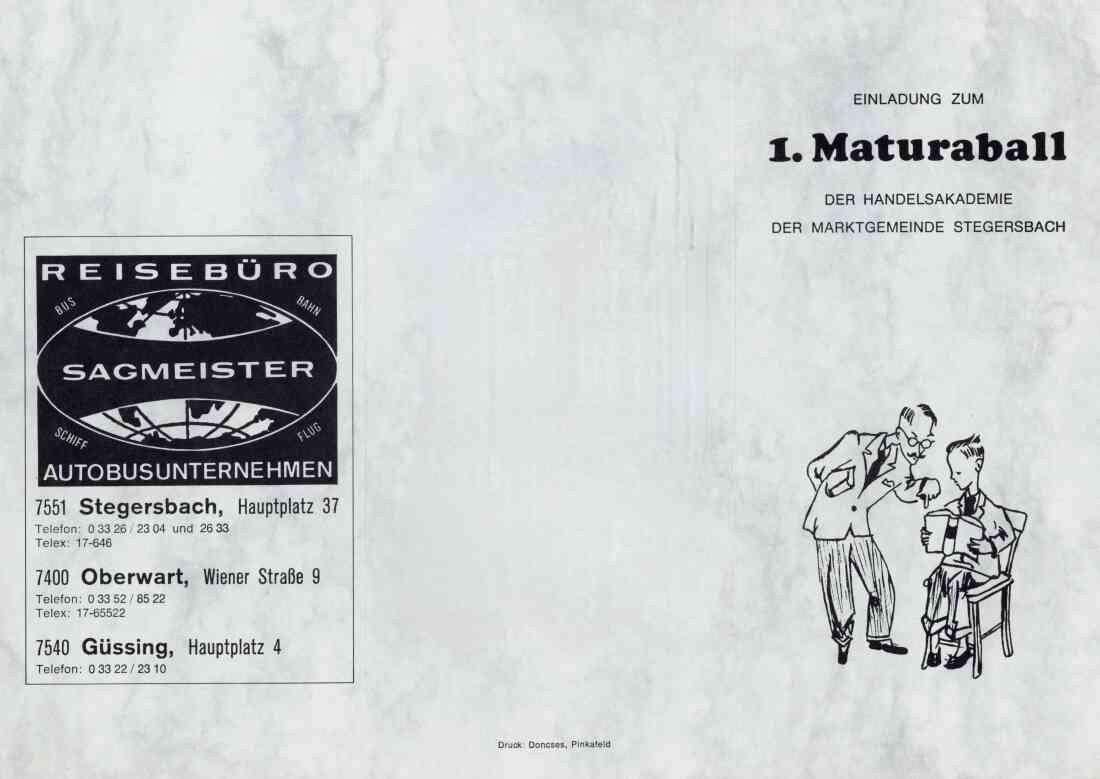 REISEBÜRO
BUS
BAHN
SAGMEISTER
SCHIFF
FLUG
AUTOBUSUNTERNEHMEN
7551 Stegersbach, Hauptplatz 37
Telefon: 0 33 26 / 23 04 und 26 33
Telex: 17-646
7400 Oberwart, Wiener Straße 9
Telefon: 0 33 52 / 85 22
Telex: 17-65522
7540 Güssing, Hauptplatz 4
Telefon: 0 33 22 / 23 10
Druck: Doncses, Pinkafeld
EINLADUNG ZUM
1. Maturaball
DER HANDELSAKADEMIE
DER MARKTGEMEINDE STEGERSBACH